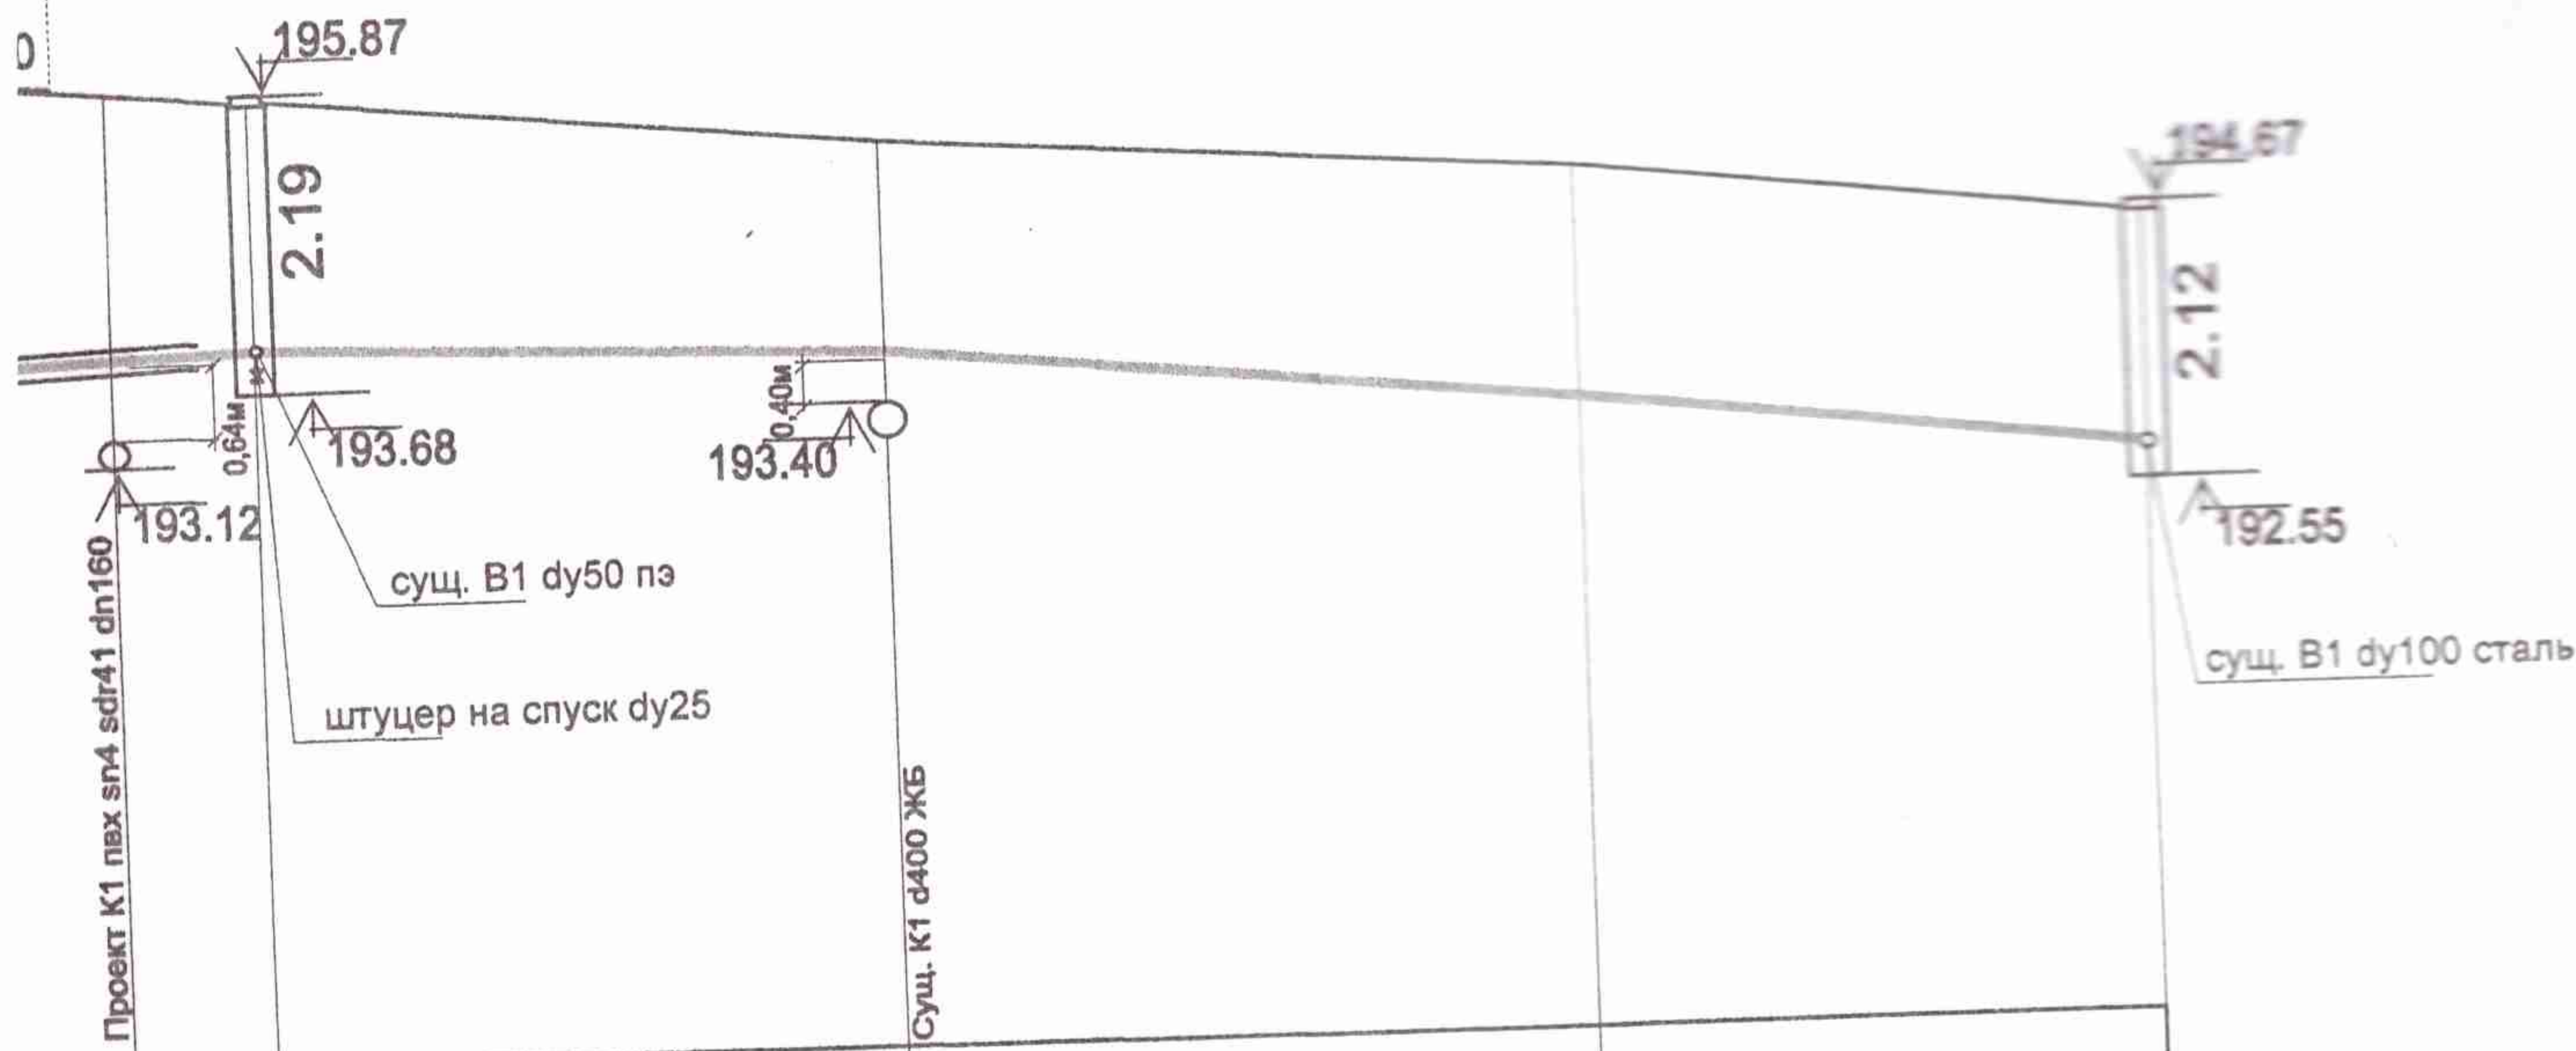 0
195.87
2.19
194.67
2.12
0,64м
193.68
0,40м
193.40
193.12
192.55
сущ. В1 dy50 пэ
штуцер на спуск dy25
сущ. В1 dy100 сталь
Проект К1 пвх sn4 sdr41 dn160
Сущ. К1 d400 ЖБ